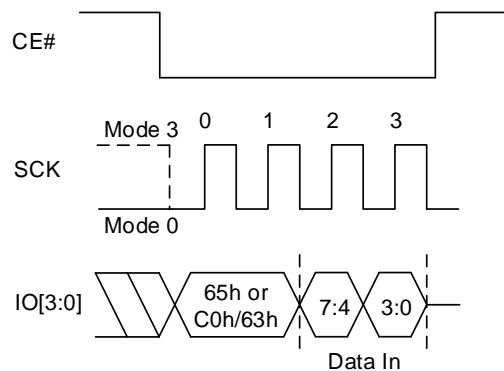 CE#
Mode 3 0 1 2 3
SCK
Mode 0
IO[3:0]
65h or
C0h/63h
7:4 3:0
Data In